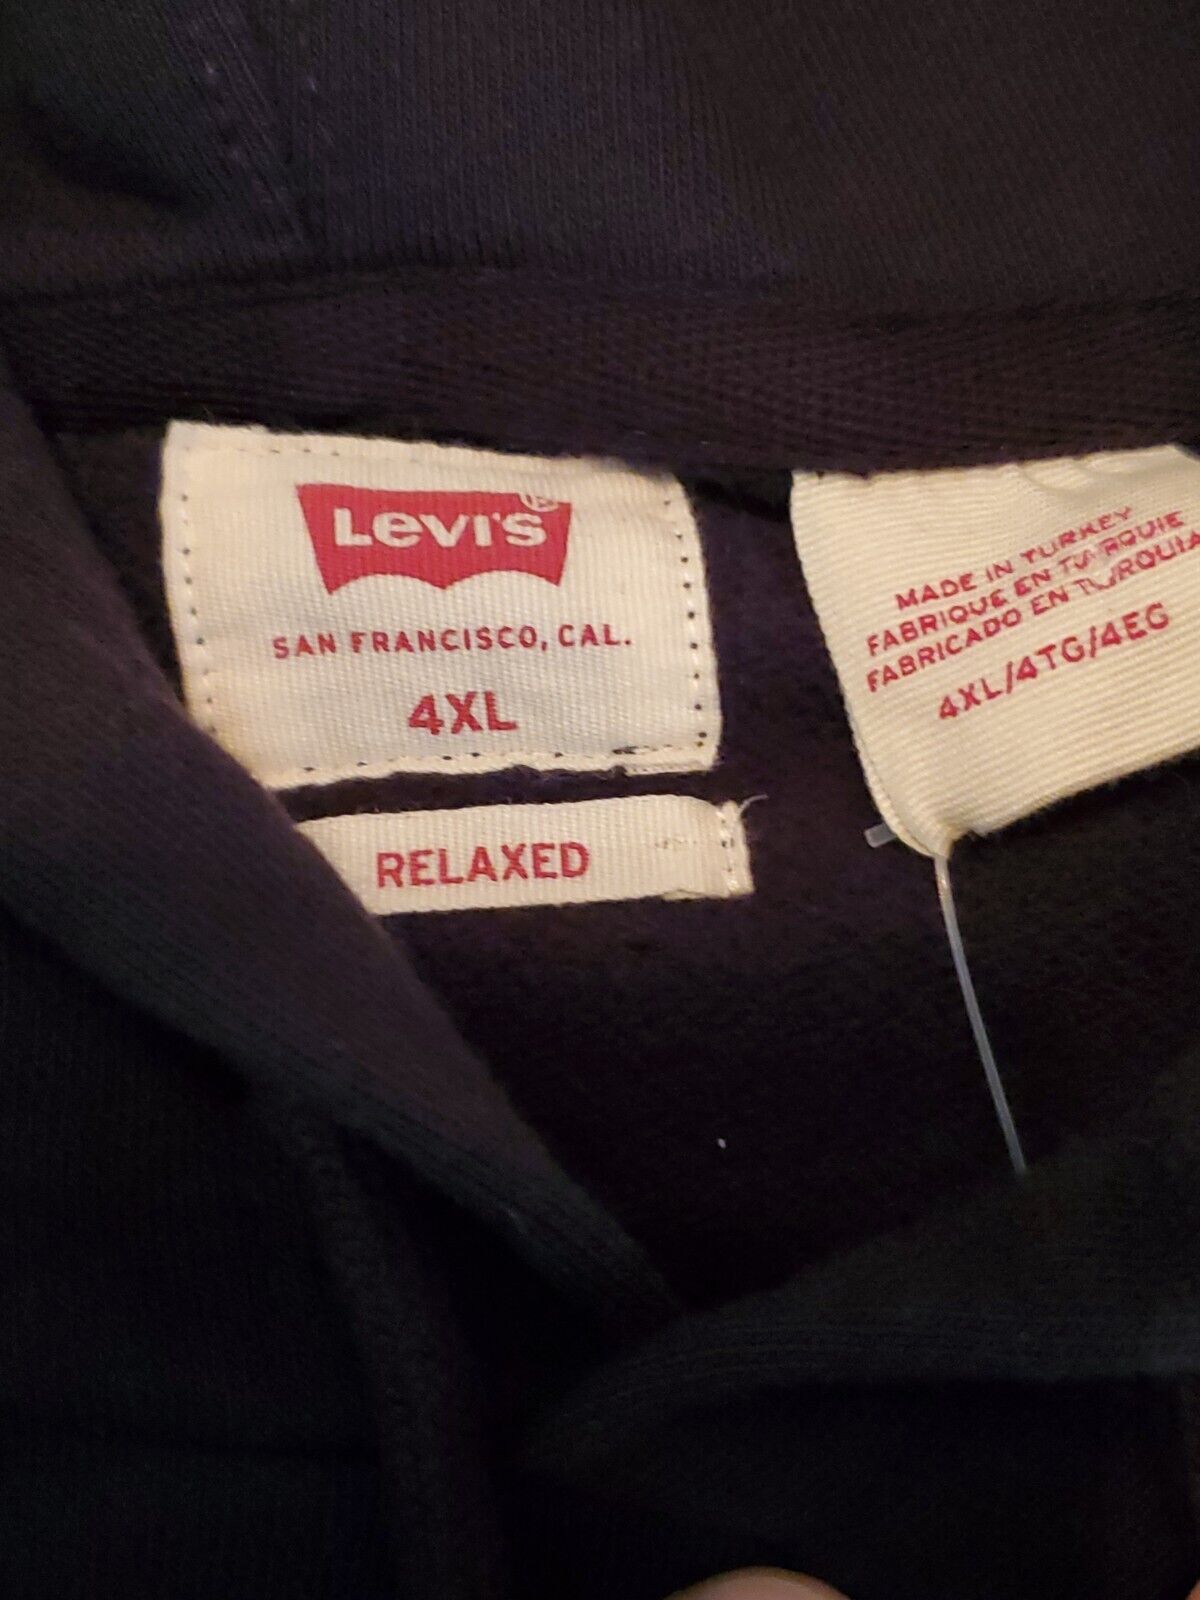 Levi's
SAN FRANCISCO, CAL.
4XL
RELAXED
MADE IN TURKEY
FABRIQUE EN TURQUIE
FABRICADO EN TURQUIA
4XL/4TG/4EG